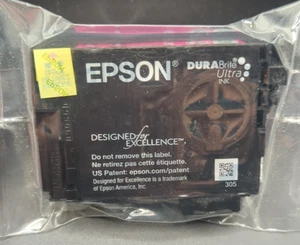 EPSON®
DURABrite
Ultra
INK
DESIGNED for
EXCELLENCE™.
Do not remove this label.
Ne retirez pas cette étiquette.
US Patent: epson.com/patent
Designed for Excellence is a trademark
of Epson America, Inc.
305